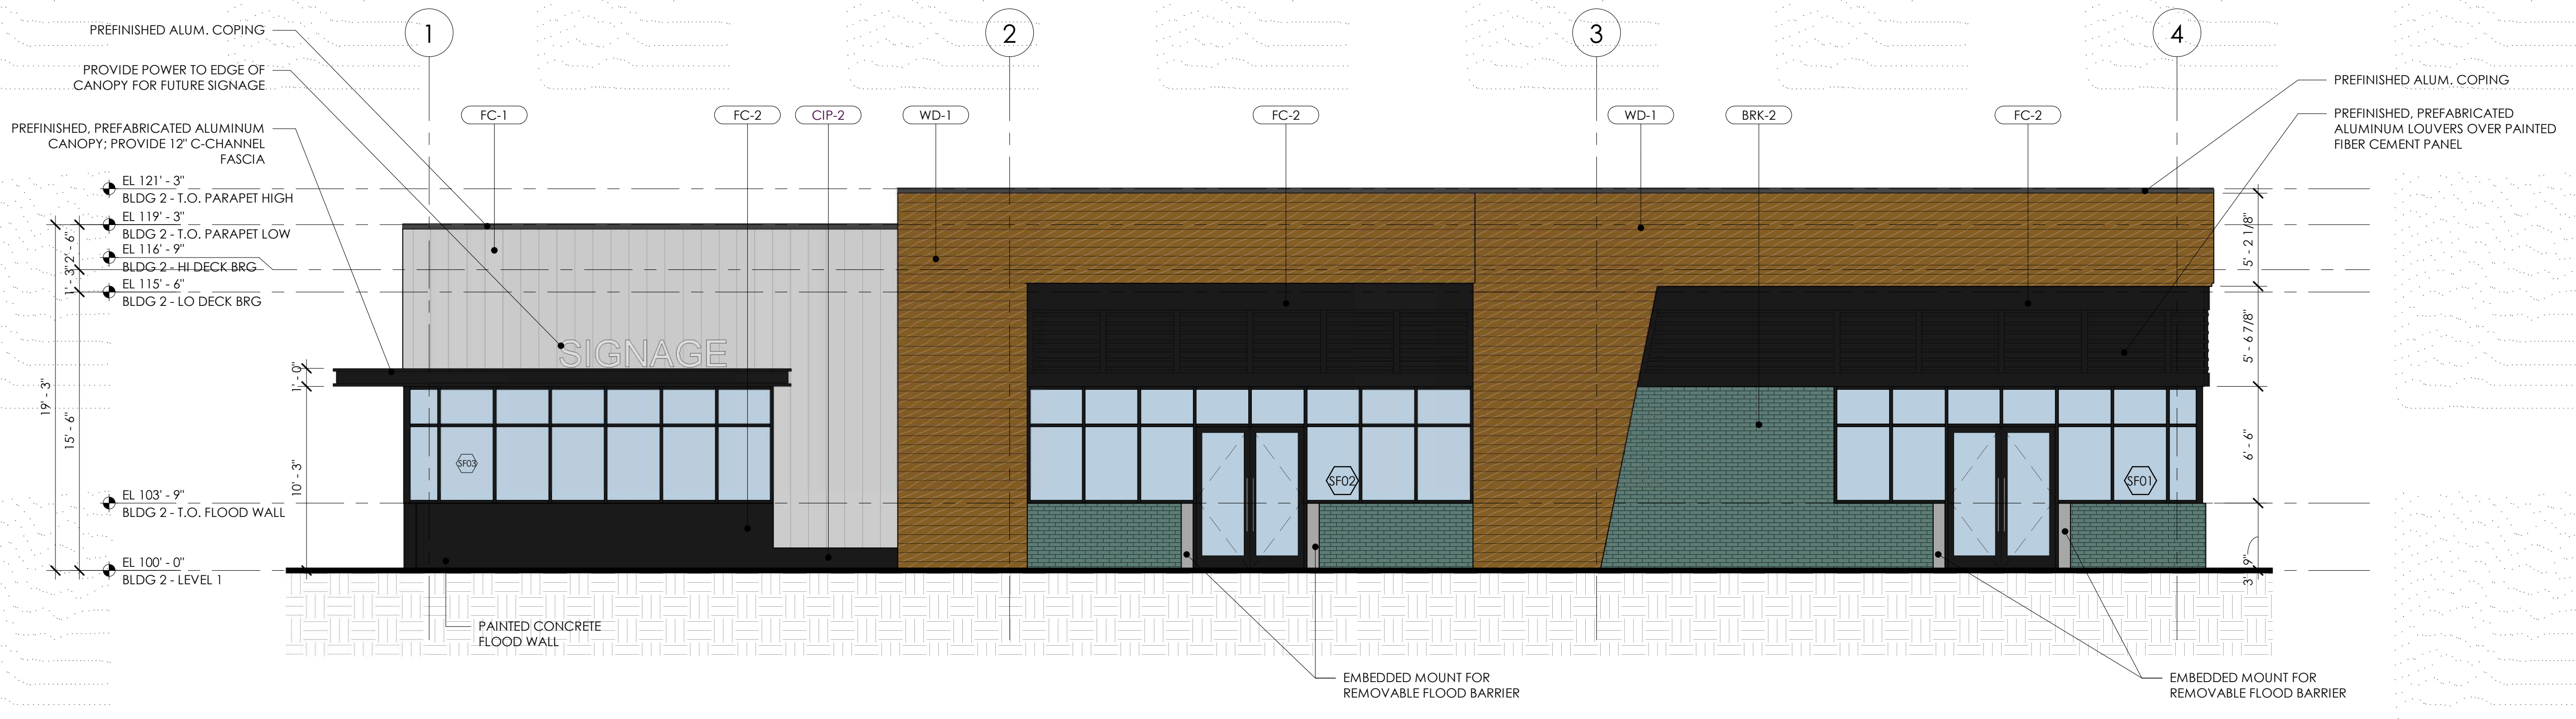 1
2
3
4
PREFINISHED ALUM. COPING
PROVIDE POWER TO EDGE OF
CANOPY FOR FUTURE SIGNAGE
PREFINISHED, PREFABRICATED ALUMINUM
CANOPY; PROVIDE 12" C-CHANNEL
FASCIA
FC-1
FC-2
CIP-2
WD-1
FC-2
WD-1
BRK-2
FC-2
PREFINISHED ALUM. COPING
PREFINISHED, PREFABRICATED
ALUMINUM LOUVERS OVER PAINTED
FIBER CEMENT PANEL
EL 121' - 3"
BLDG 2 - T.O. PARAPET HIGH
EL 119' - 3"
BLDG 2 - T.O. PARAPET LOW
EL 116' - 9"
BLDG 2 - HI DECK BRG
EL 115' - 6"
BLDG 2 - LO DECK BRG
EL 103' - 9"
BLDG 2 - T.O. FLOOD WALL
EL 100' - 0"
BLDG 2 - LEVEL 1
19' - 3"
2' - 6"
1' - 3"
15' - 6"
1' - 0"
10' - 3"
SIGNAGE
SF03
SF02
SF01
5' - 2 1/8"
5' - 6 7/8"
6' - 6"
3' - 9"
PAINTED CONCRETE
FLOOD WALL
EMBEDDED MOUNT FOR
REMOVABLE FLOOD BARRIER
EMBEDDED MOUNT FOR
REMOVABLE FLOOD BARRIER